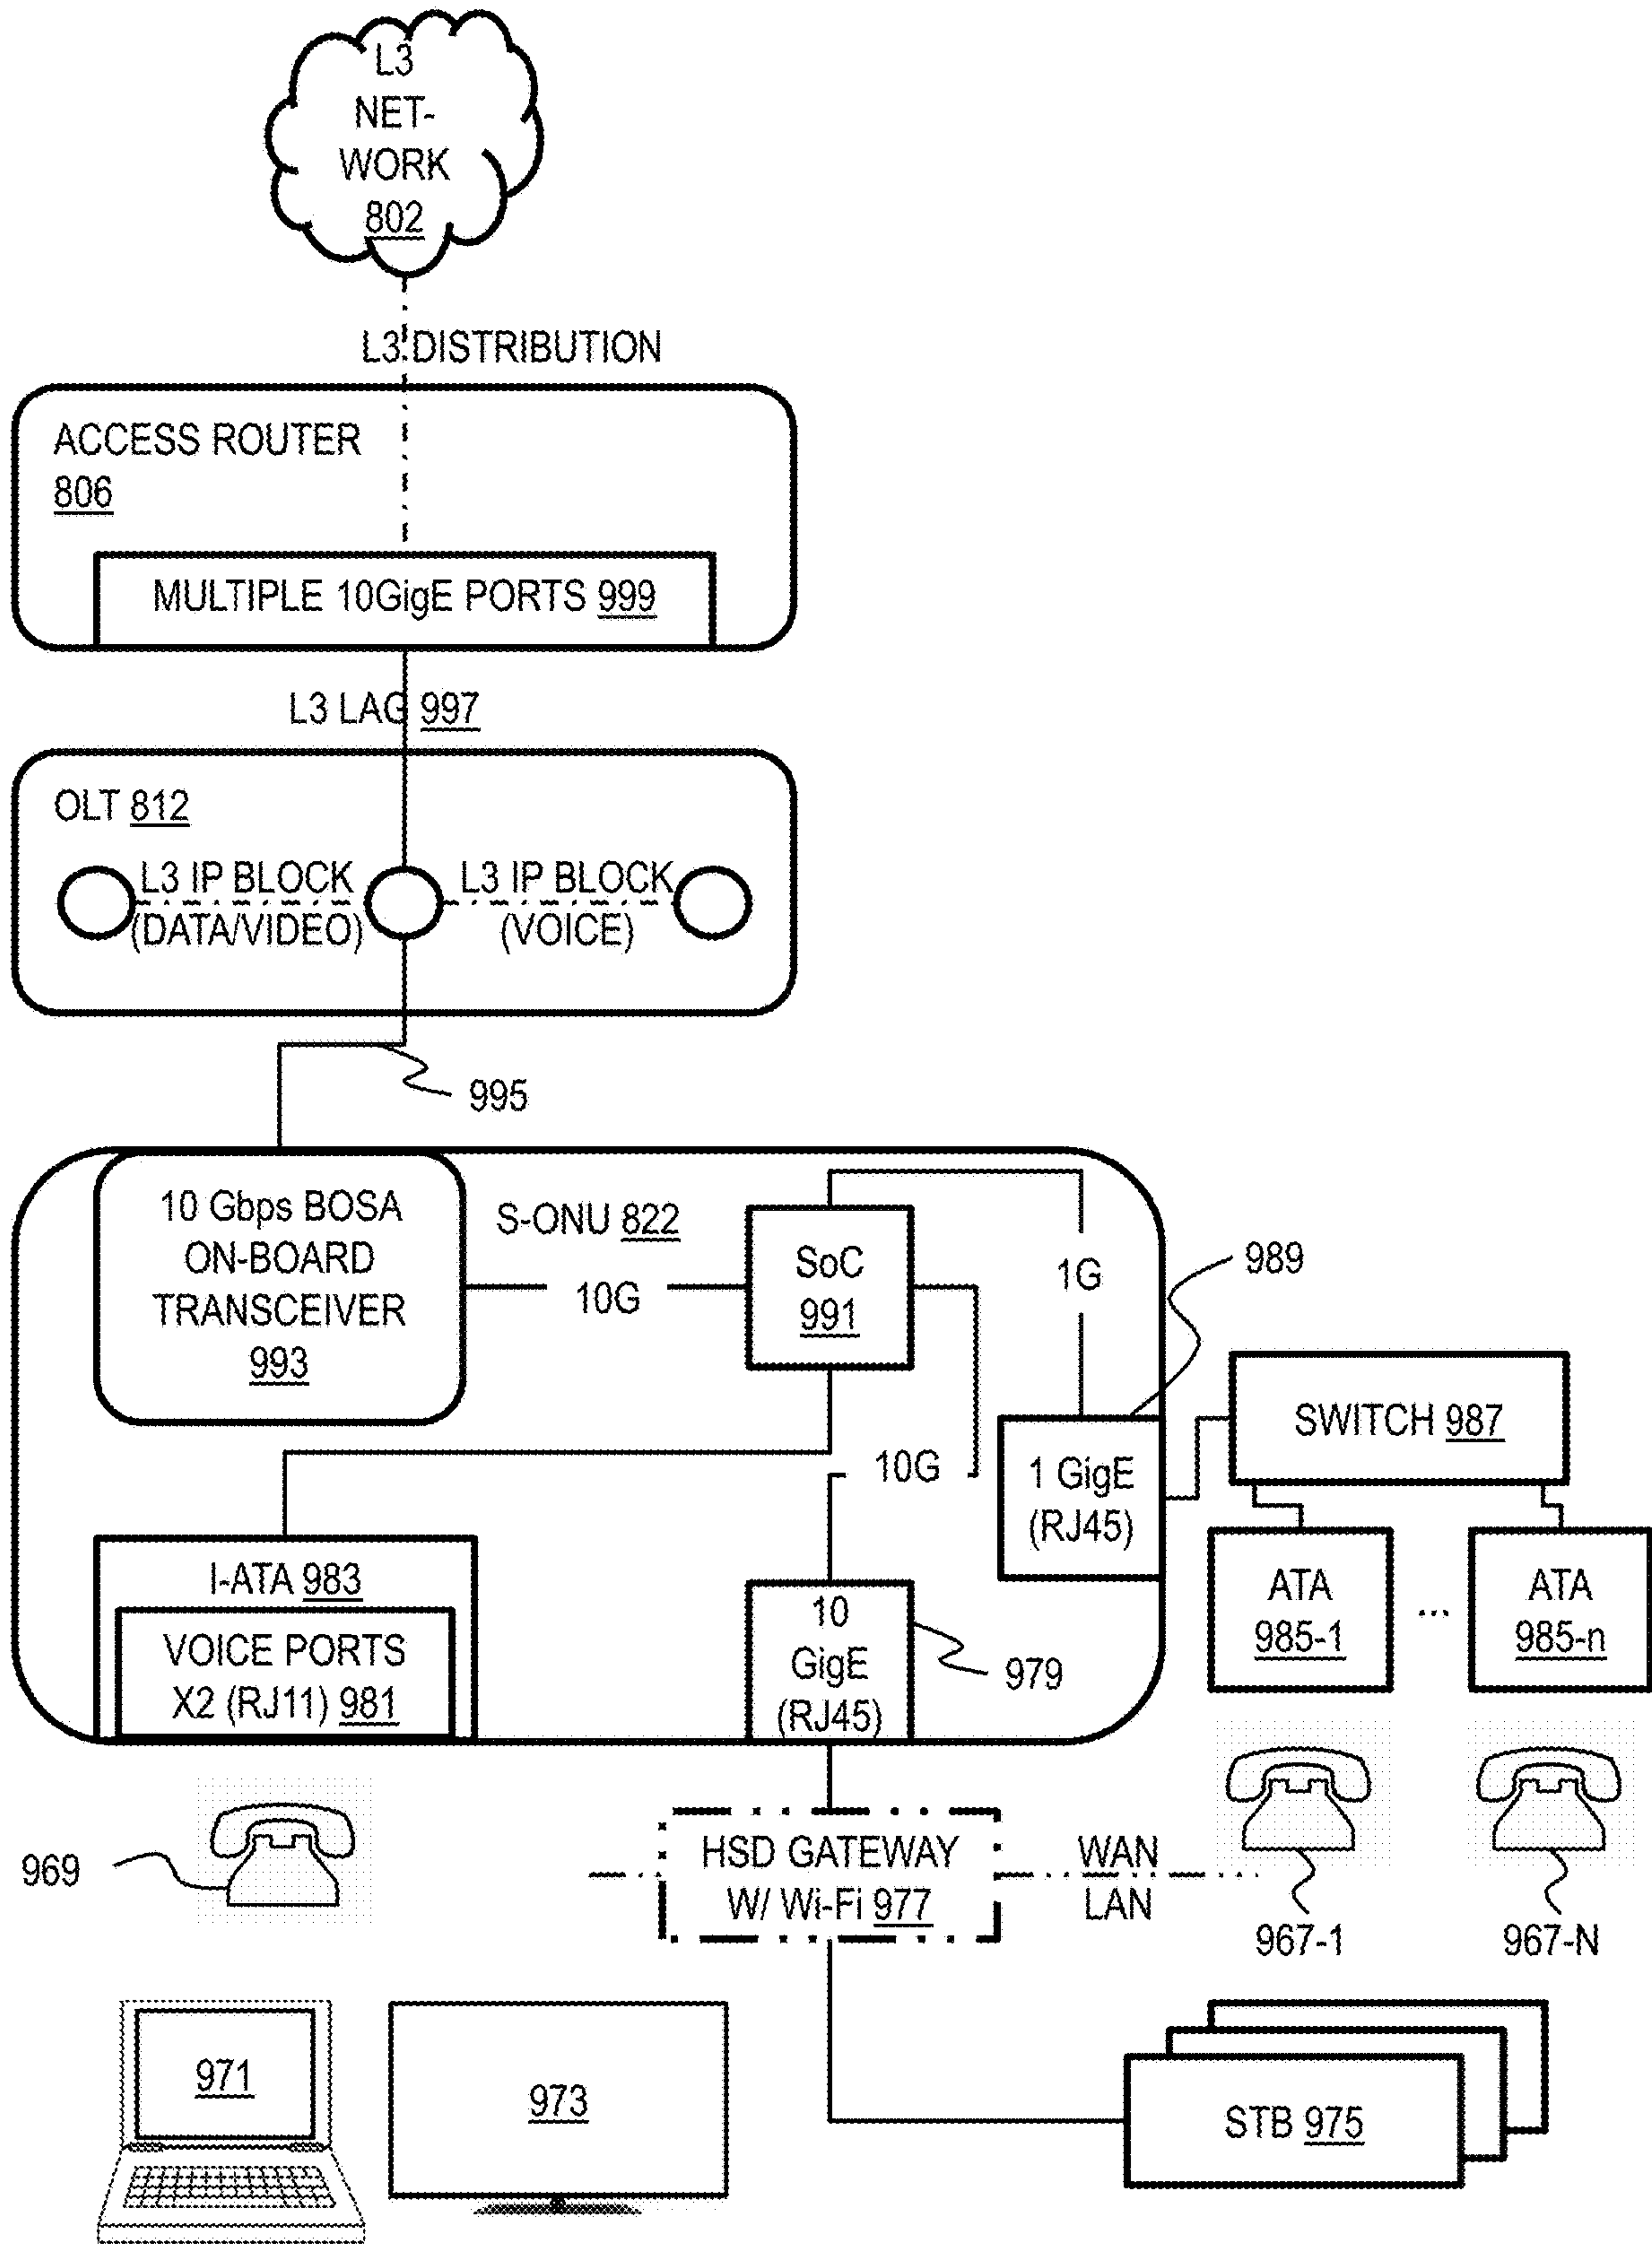 L3
NET-
WORK
802
L3 DISTRIBUTION
ACCESS ROUTER
806
MULTIPLE 10GigE PORTS 999
L3 LAG 997
OLT 812
L3 IP BLOCK
(DATA/VIDEO)
L3 IP BLOCK
(VOICE)
995
10 Gbps BOSA
ON-BOARD
TRANSCEIVER
993
S-ONU 822
10G
SoC
991
1G
989
SWITCH 987
10G
1 GigE
(RJ45)
I-ATA 983
VOICE PORTS
X2 (RJ11) 981
10
GigE
(RJ45)
979
ATA
985-1
...
ATA
985-n
969
HSD GATEWAY
W/ Wi-Fi 977
WAN
LAN
967-1
967-N
971
973
STB 975